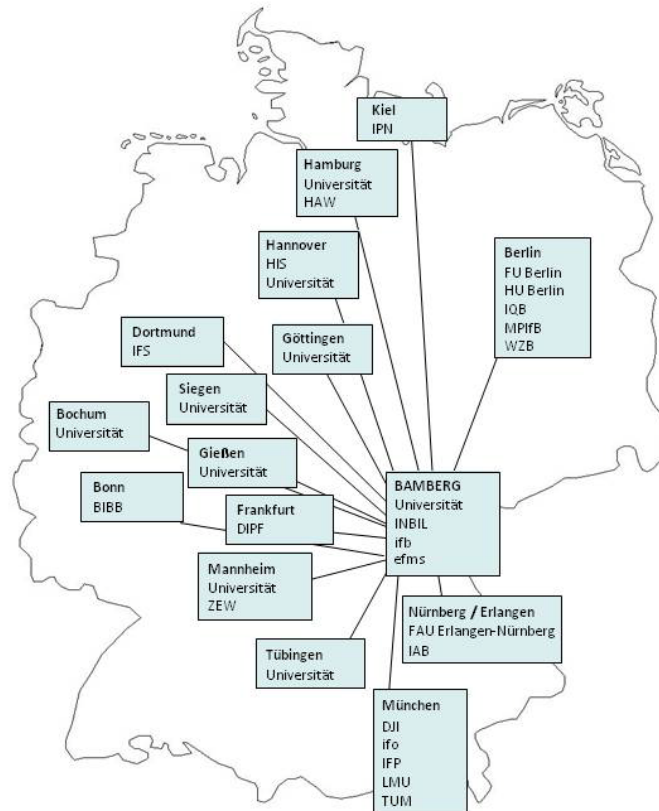 Kiel
IPN
Hamburg
Universität
HAW
Hannover
HIS
Universität
Berlin
FU Berlin
HU Berlin
IQB
MPIfB
WZB
Dortmund
IFS
Göttingen
Universität
Siegen
Universität
Bochum
Universität
Gießen
Universität
Bonn
BIBB
Frankfurt
DIPF
BAMBERG
Universität
INBIL
ifb
efms
Mannheim
Universität
ZEW
Nürnberg / Erlangen
FAU Erlangen-Nürnberg
IAB
Tübingen
Universität
München
DJI
ifo
IFP
LMU
TUM